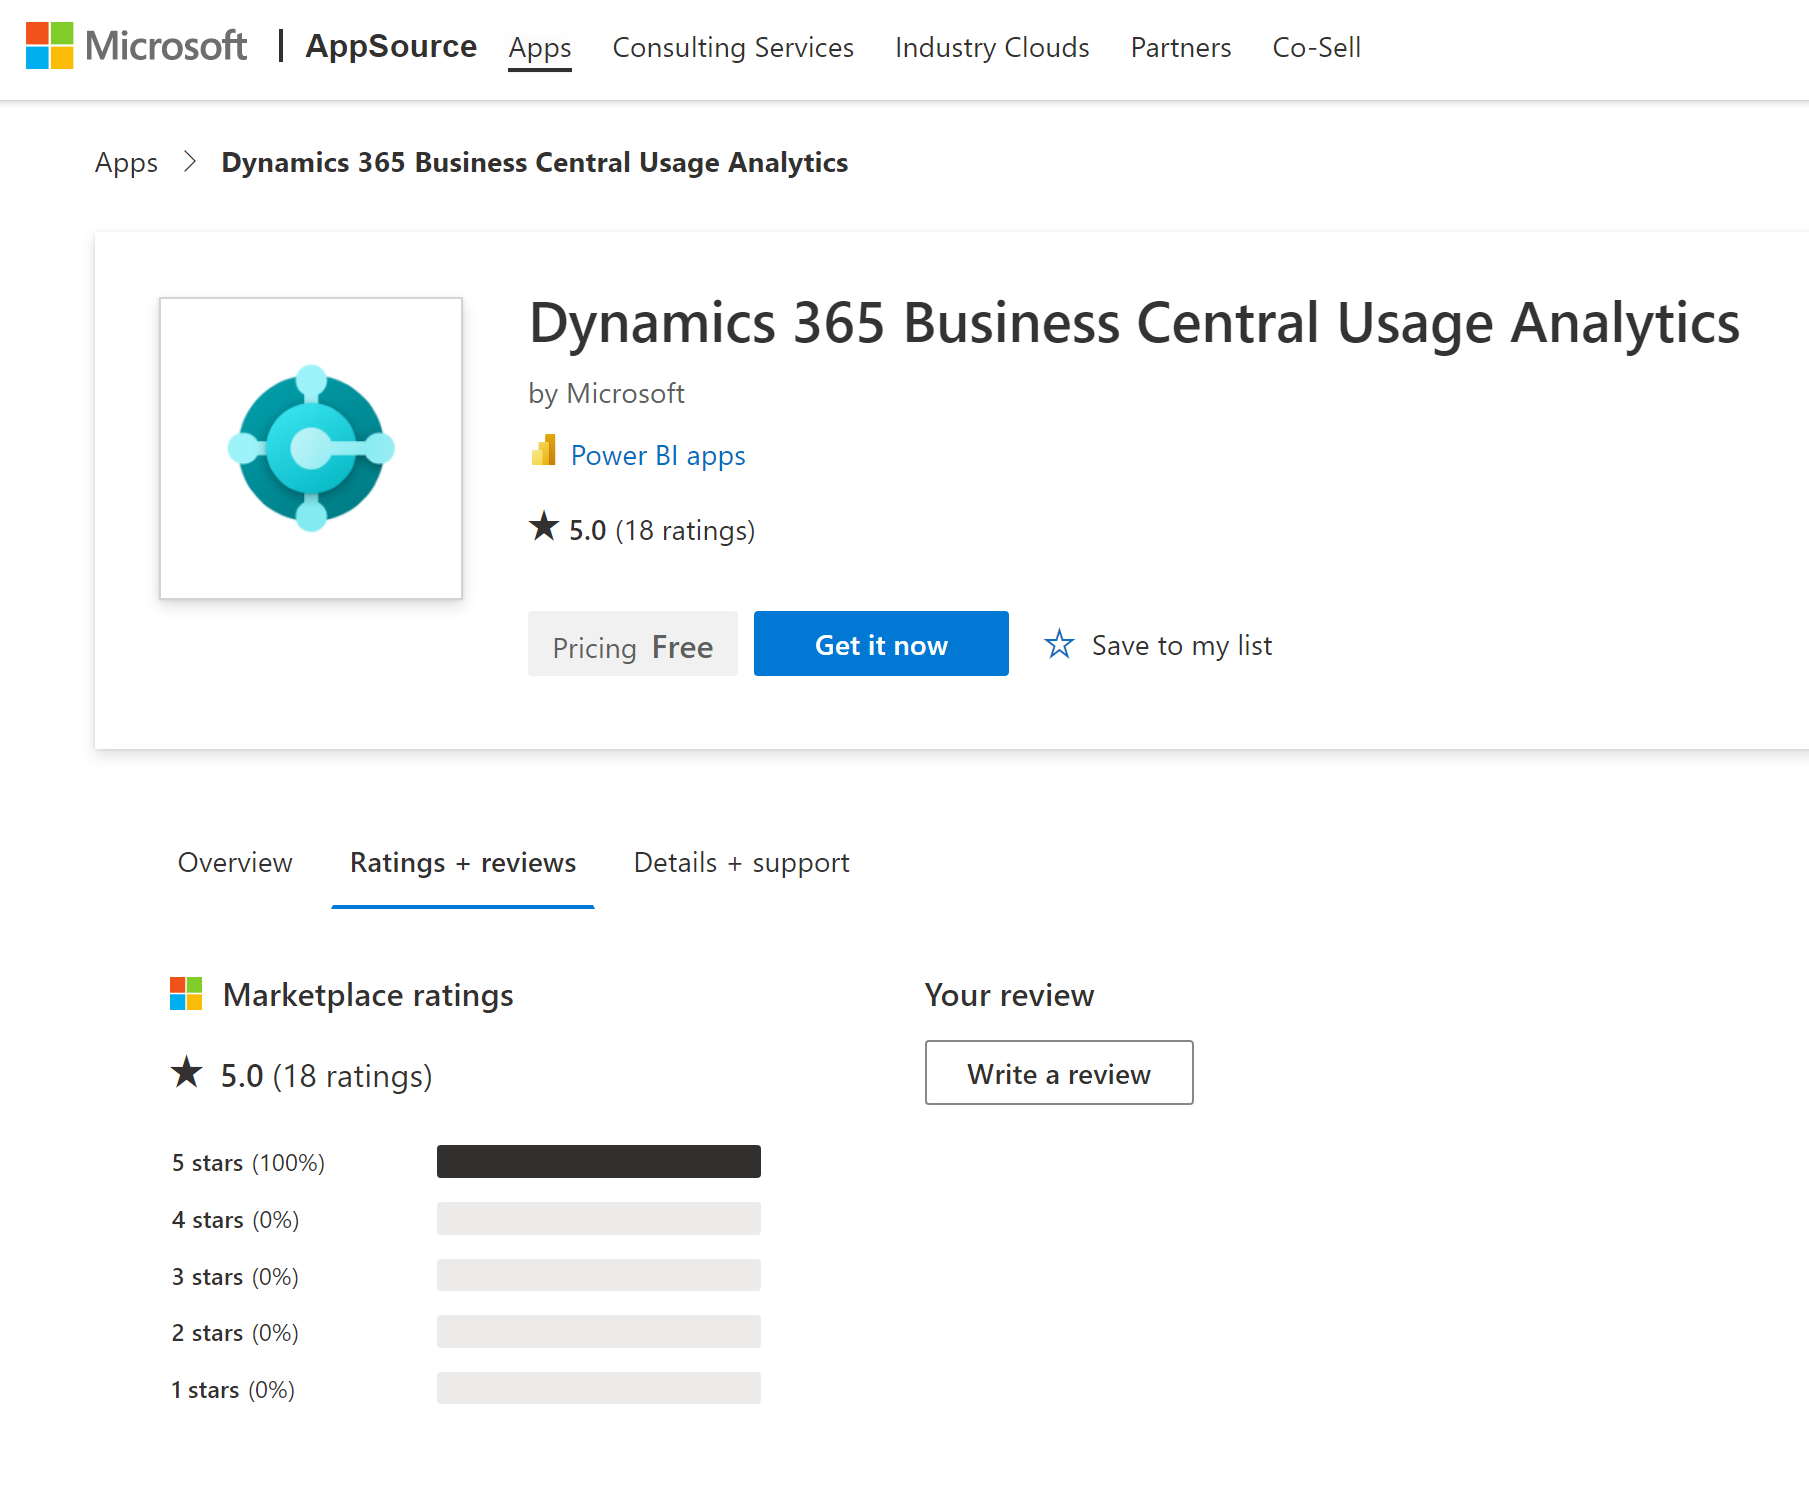 Microsoft | AppSource Apps Consulting Services Industry Clouds Partners Co-Sell
Apps > Dynamics 365 Business Central Usage Analytics
Dynamics 365 Business Central Usage Analytics
by Microsoft
Power BI apps
★ 5.0 (18 ratings)
Pricing Free Get it now ☆ Save to my list
Overview Ratings + reviews Details + support
Marketplace ratings
★ 5.0 (18 ratings)
5 stars (100%)
4 stars (0%)
3 stars (0%)
2 stars (0%)
1 stars (0%)
Your review
Write a review